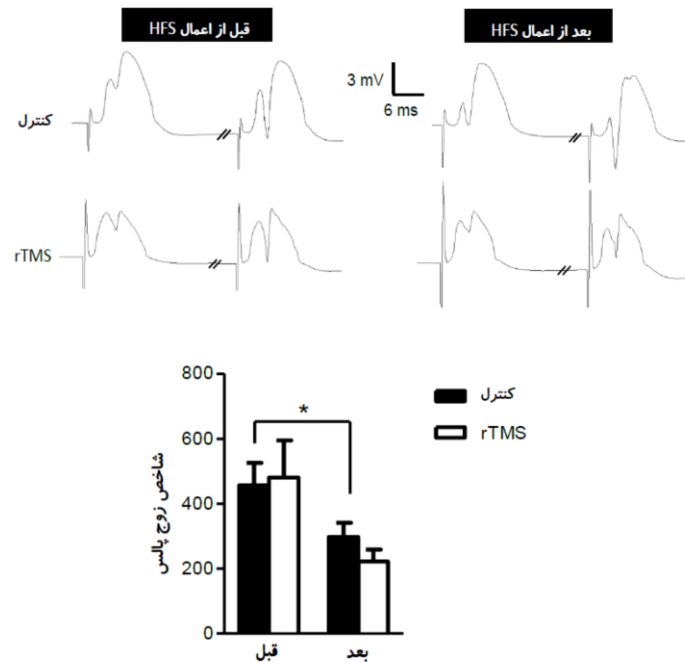 قبل از اعمال HFS
بعد از اعمال HFS
3 mV
6 ms
کنترل
rTMS
800
600
400
200
0
*
شاخص زوج پالس
قبل
بعد
کنترل
rTMS